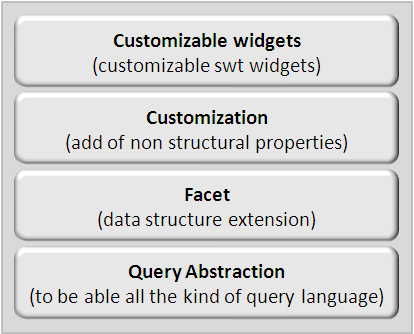 Customizable widgets
(customizable swt widgets)
Customization
(add of non structural properties)
Facet
(data structure extension)
Query Abstraction
(to be able all the kind of query language)